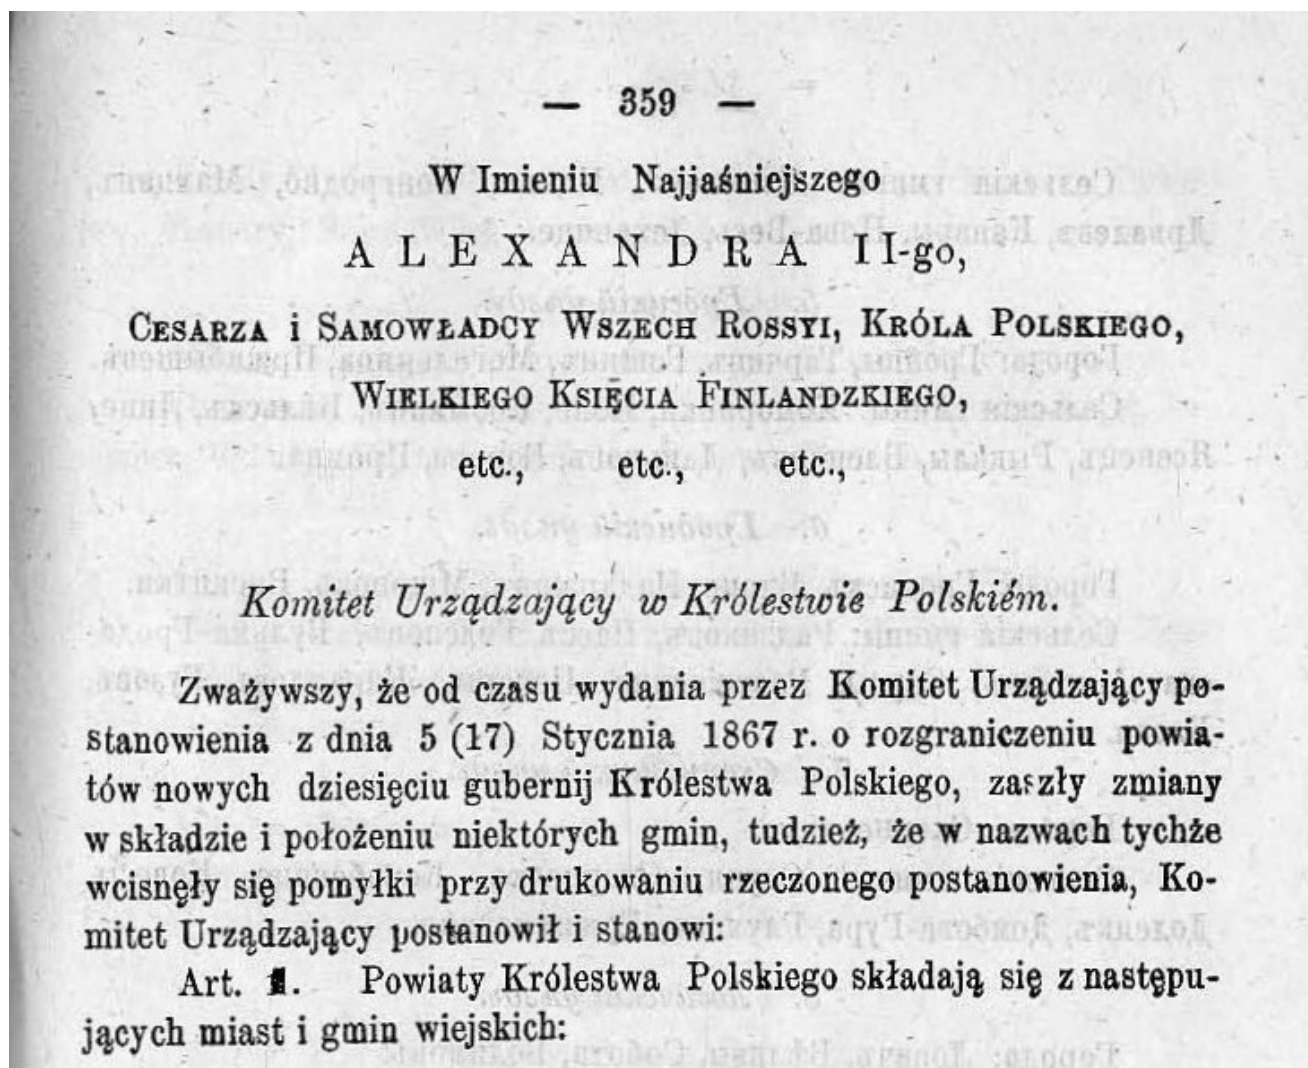 — 359 —
W Imieniu Najjaśniejszego
ALEXANDRA II-go,
Cesarza i Samowładcy Wszech Rossyi, Króla Polskiego,
Wielkiego Księcia Finlandzkiego,
etc., etc., etc.,
Komitet Urządzający w Królestwie Polskiém.
Zważywszy, że od czasu wydania przez Komitet Urządzający po-
stanowienia z dnia 5 (17) Stycznia 1867 r. o rozgraniczeniu powia-
tów nowych dziesięciu gubernij Królestwa Polskiego, zaszły zmiany
w składzie i położeniu niektórych gmin, tudzież, że w nazwach tychże
wcisnęły się pomyłki przy drukowaniu rzeczonego postanowienia, Ko-
mitet Urządzający postanowił i stanowi:
Art. 1. Powiaty Królestwa Polskiego składają się z następu-
jących miast i gmin wiejskich: